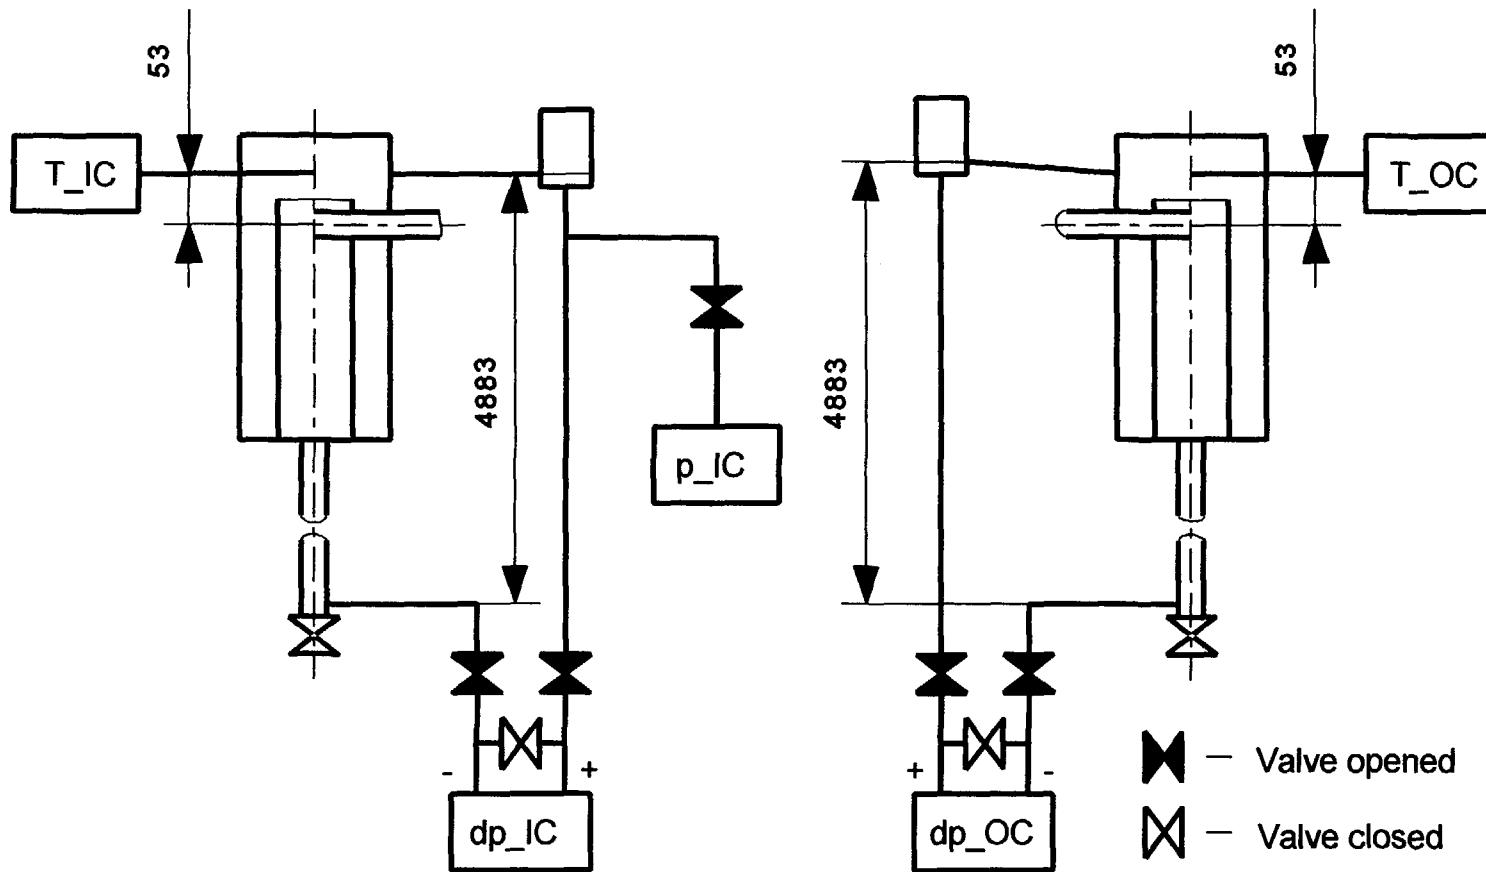 53
53
T_IC
T_OC
4883
4883
p_IC
- +
+ -
dp_IC
dp_OC
— Valve opened
— Valve closed